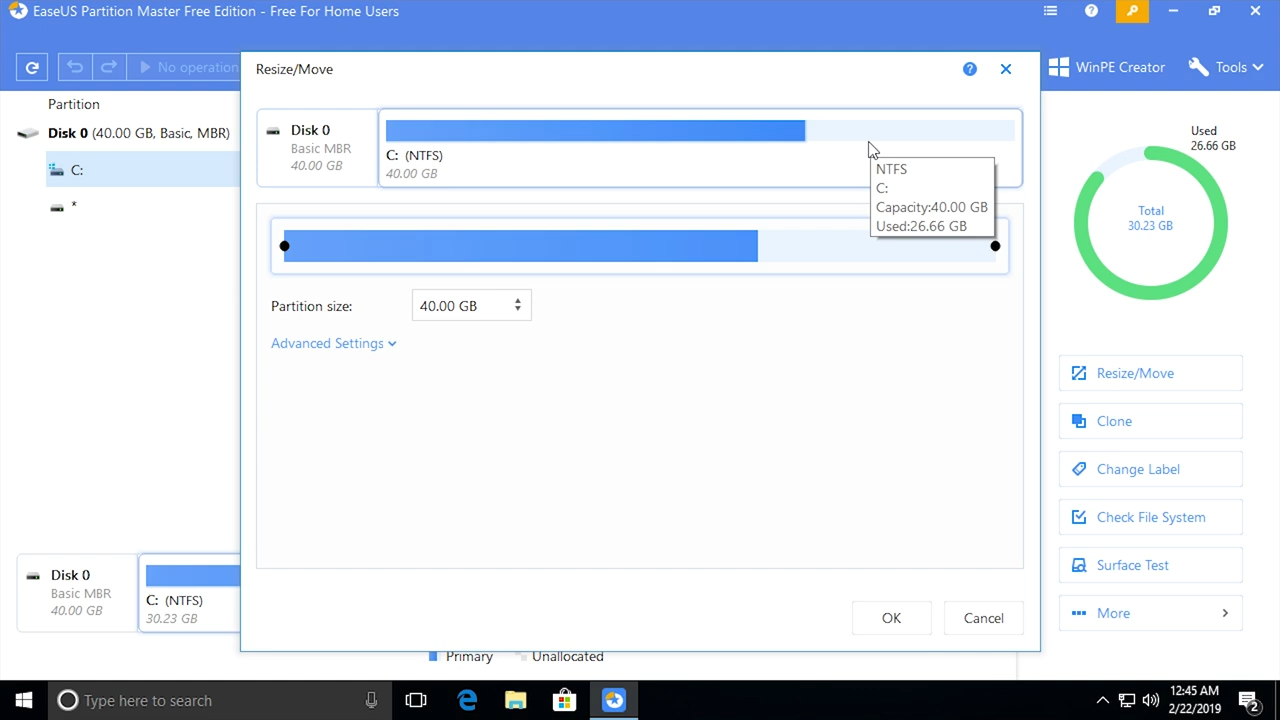 EaseUS Partition Master Free Edition - Free For Home Users
No operation
WinPE Creator
Tools
Partition
Disk 0 (40.00 GB, Basic, MBR)
C:
*
Resize/Move
Disk 0
Basic MBR
40.00 GB
C: (NTFS)
40.00 GB
NTFS
C:
Capacity:40.00 GB
Used:26.66 GB
Partition size:
40.00 GB
Advanced Settings
OK
Cancel
Used
26.66 GB
Total
30.23 GB
Resize/Move
Clone
Change Label
Check File System
Surface Test
More
Disk 0
Basic MBR
40.00 GB
C: (NTFS)
30.23 GB
Primary
Unallocated
Type here to search
12:45 AM
2/22/2019
2